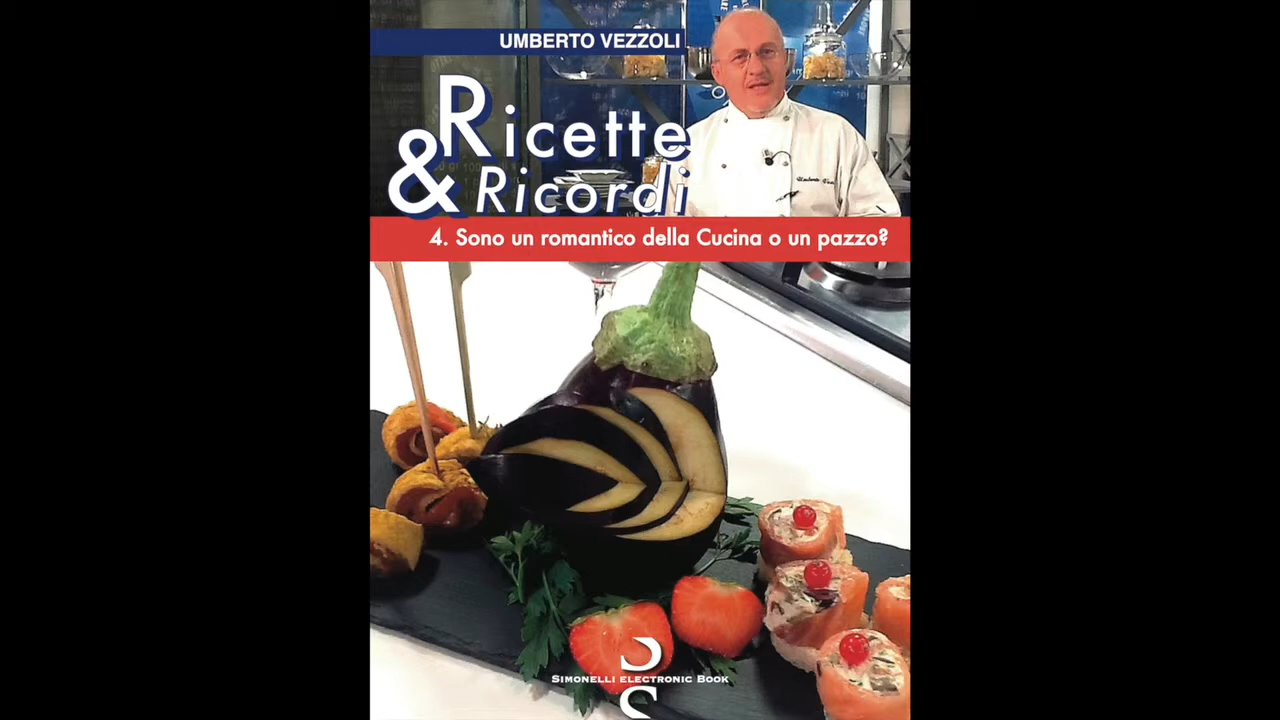 UMBERTO VEZZOLI
Ricette
& Ricordi
4. Sono un romantico della Cucina o un pazzo?
SIMONELLI ELECTRONIC BOOK